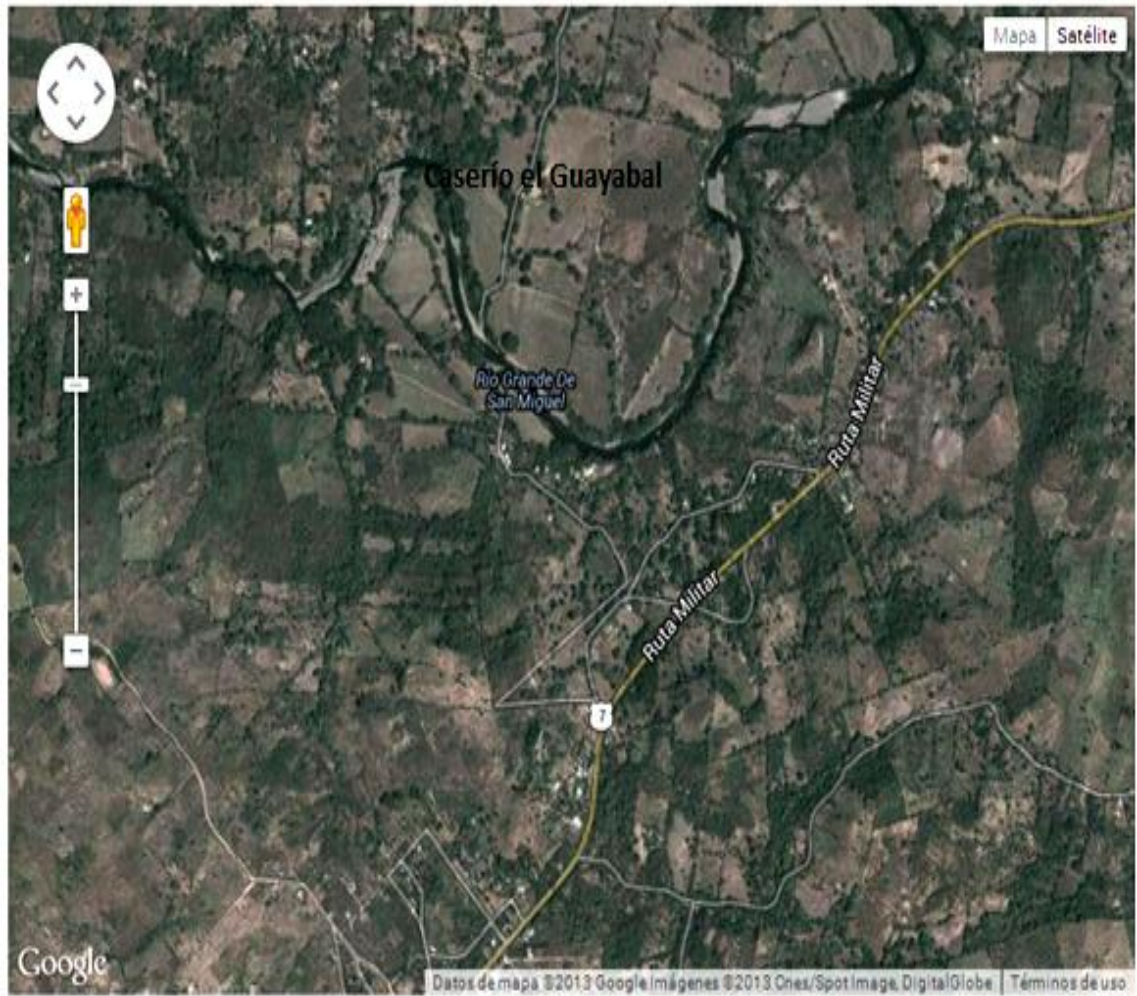 Mapa
Satélite
Caserío el Guayabal
+
Río Grande De
San Miguel
Ruta Militar
Ruta Militar
7
−
Google
Datos de mapa ©2013 Google Imágenes ©2013 Cnes/Spot Image, DigitalGlobe
Términos de uso